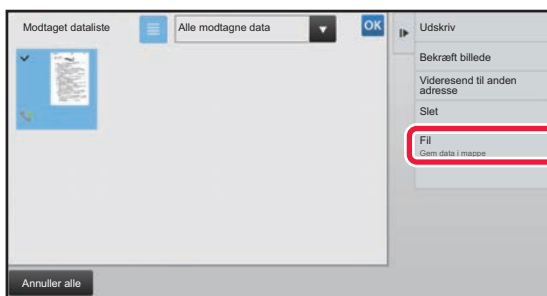 Modtaget dataliste
Alle modtagne data
OK
Udskriv
Bekræft billede
Videresend til anden
adresse
Slet
Fil
Gem data i mappe
Annuller alle